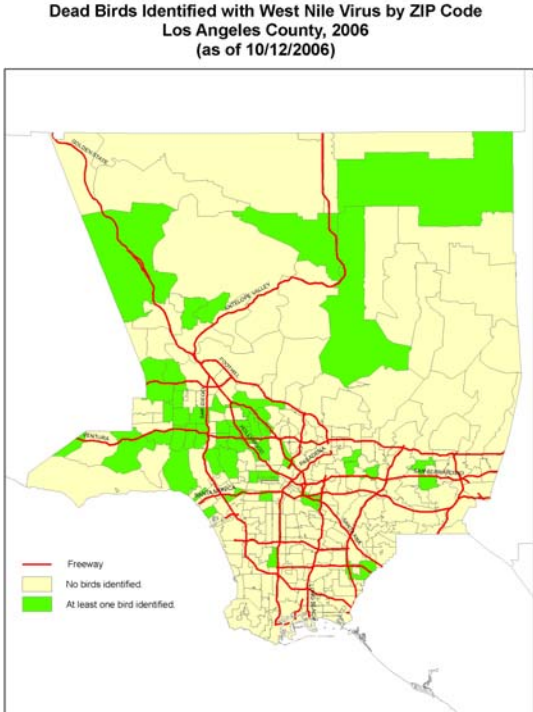 Dead Birds Identified with West Nile Virus by ZIP Code
Los Angeles County, 2006
(as of 10/12/2006)
GOLDEN STATE
ANTELOPE VALLEY
FOOTHILL
VENTURA
PASADENA
SAN BERNARDINO
SANTA MONICA
Freeway
No birds identified.
At least one bird identified.